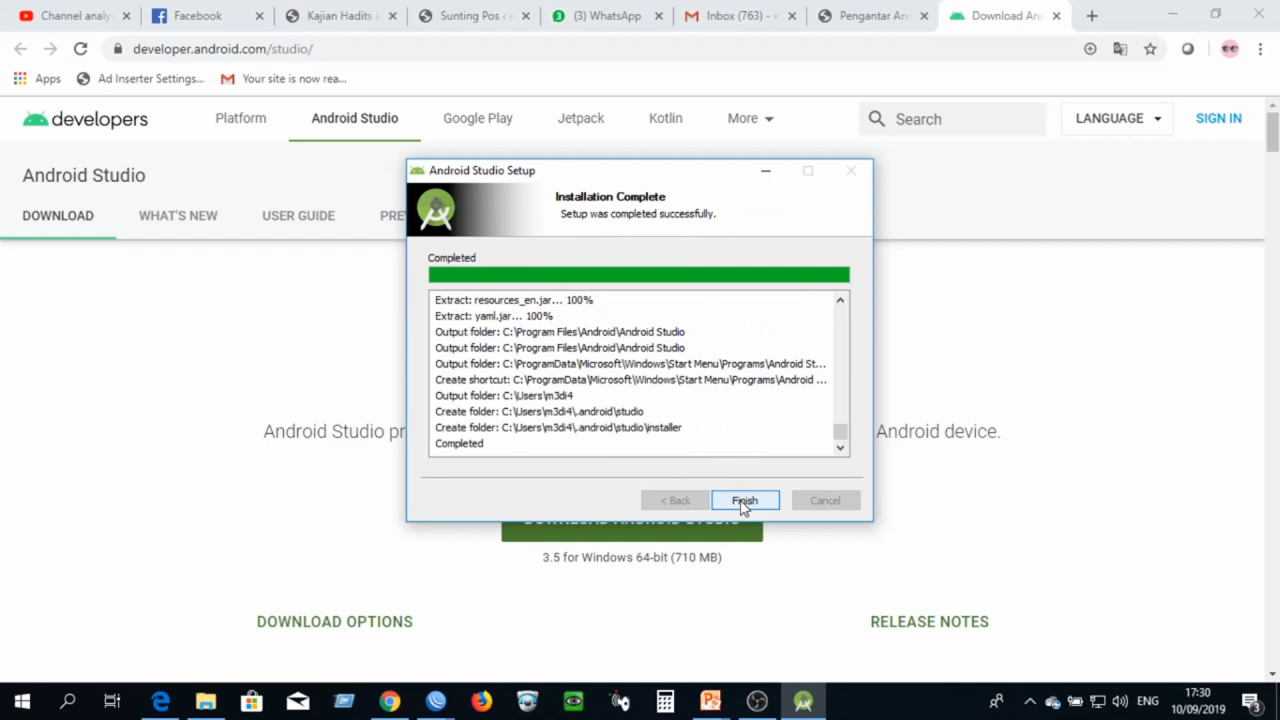 Channel analy
Facebook
Kajian Hadits
Sunting Pos ‹
(3) WhatsApp
Inbox (763) -
Pengantar An
Download An
developer.android.com/studio/
Apps
Ad Inserter Settings...
Your site is now rea...
developers
Platform
Android Studio
Google Play
Jetpack
Kotlin
More
Search
LANGUAGE
SIGN IN
Android Studio
DOWNLOAD
WHAT'S NEW
USER GUIDE
PRE
Android Studio Setup
Installation Complete
Setup was completed successfully.
Completed
Extract: resources_en.jar... 100%
Extract: yaml.jar... 100%
Output folder: C:\Program Files\Android\Android Studio
Output folder: C:\Program Files\Android\Android Studio
Output folder: C:\ProgramData\Microsoft\Windows\Start Menu\Programs\Android St...
Create shortcut: C:\ProgramData\Microsoft\Windows\Start Menu\Programs\Android ...
Output folder: C:\Users\m3di4
Create folder: C:\Users\m3di4\.android\studio
Create folder: C:\Users\m3di4\.android\studio\installer
Completed
Android Studio pr
Android device.
< Back
Finish
Cancel
DOWNLOAD ANDROID STUDIO
3.5 for Windows 64-bit (710 MB)
DOWNLOAD OPTIONS
RELEASE NOTES
ENG
17:30
10/09/2019
3